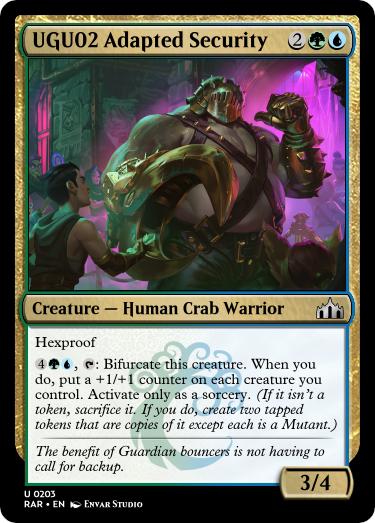 UGU02 Adapted Security 2
Creature — Human Crab Warrior
Hexproof
4, : Bifurcate this creature. When you
do, put a +1/+1 counter on each creature you
control. Activate only as a sorcery. (If it isn't a
token, sacrifice it. If you do, create two tapped
tokens that are copies of it except each is a Mutant.)
The benefit of Guardian bouncers is not having to
call for backup.
3/4
U 0203
RAR • EN Envar Studio